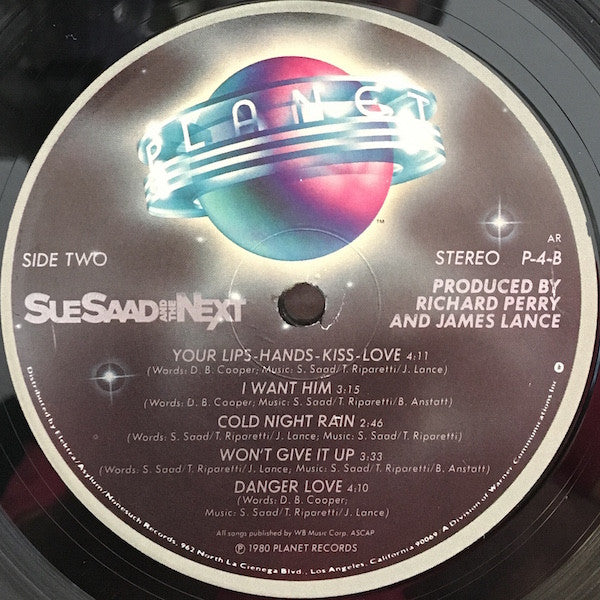 PLANET
™
AR
SIDE TWO
STEREO P-4-B
SUE SAAD AND THE NEXT
PRODUCED BY
RICHARD PERRY
AND JAMES LANCE
YOUR LIPS-HANDS-KISS-LOVE 4:11
(Words: D. B. Cooper; Music: S. Saad/T. Riparetti/J. Lance)
I WANT HIM 3:15
(Words: D. B. Cooper; Music: S. Saad/T. Riparetti/B. Anstatt)
COLD NIGHT RAIN 2:46
(Words: S. Saad/T. Riparetti/J. Lance; Music: S. Saad/T. Riparetti)
WON'T GIVE IT UP 3:33
(Words: S. Saad/T. Riparetti/J. Lance; Music: S. Saad/T. Riparetti/B. Anstatt)
DANGER LOVE 4:10
(Words: D. B. Cooper;
Music: S. Saad/T. Riparetti/J. Lance)
All songs published by WB Music Corp. ASCAP
℗ 1980 PLANET RECORDS
Distributed by Elektra/Asylum/Nonesuch Records, 962 North La Cienega Blvd., Los Angeles, California 90069. A Division of Warner Communications Inc